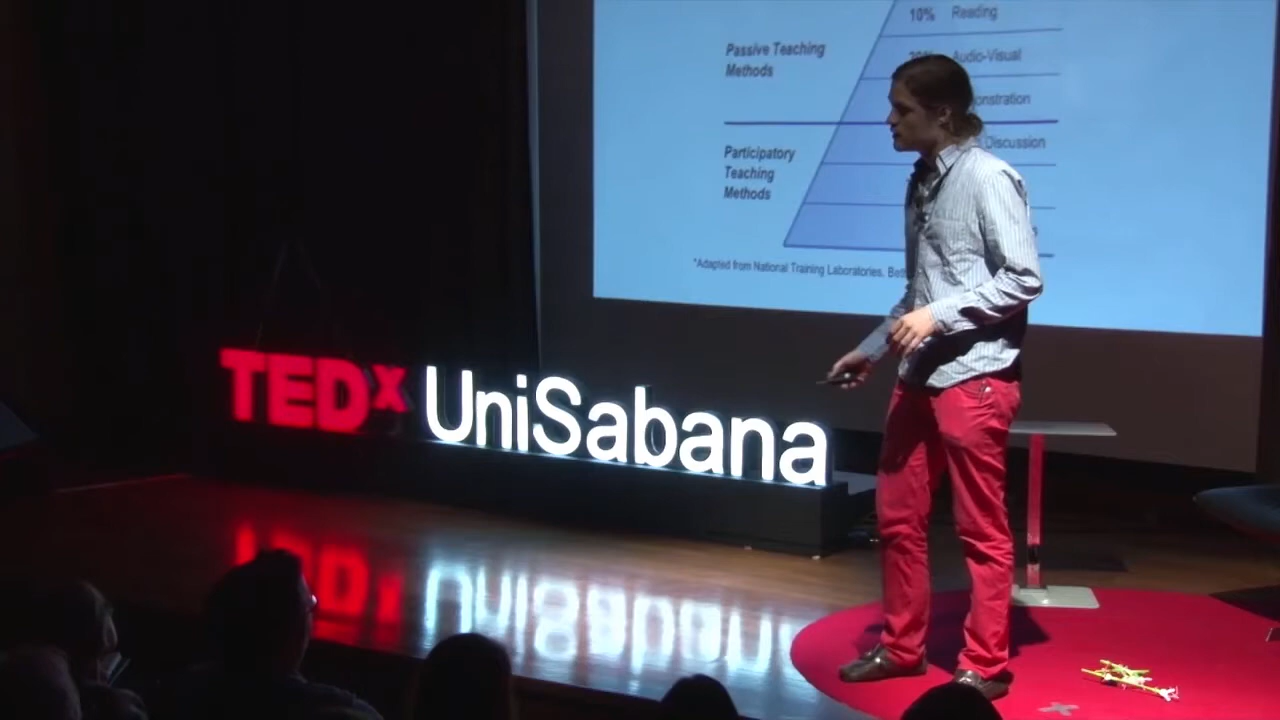 10% Reading
Audio-Visual
Passive Teaching
Methods
Discussion
Participatory
Teaching
Methods
*Adapted from National Training Laboratories.
TEDx UniSabana